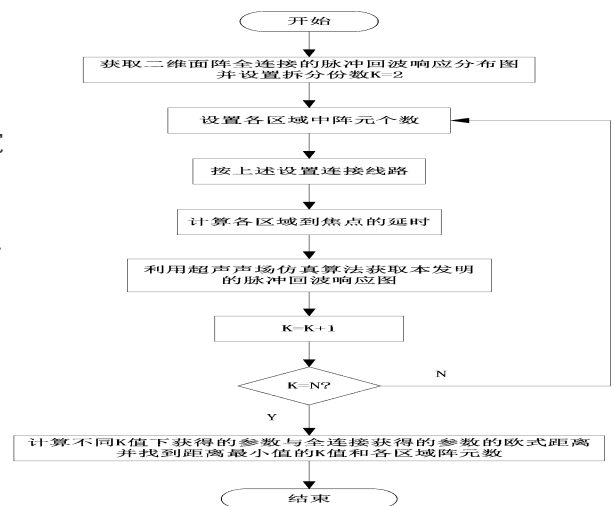 开始
获取二维面阵全连接的脉冲回波响应分布图
并设置拆分份数K=2
设置各区域中阵元个数
按上述设置连接线路
计算各区域到焦点的延时
利用超声声场仿真算法获取本发明
的脉冲回波响应图
K=K+1
K=N?
N
Y
计算不同K值下获得的参数与全连接获得的参数的欧式距离
并找到距离最小值的K值和各区域阵元数
结束